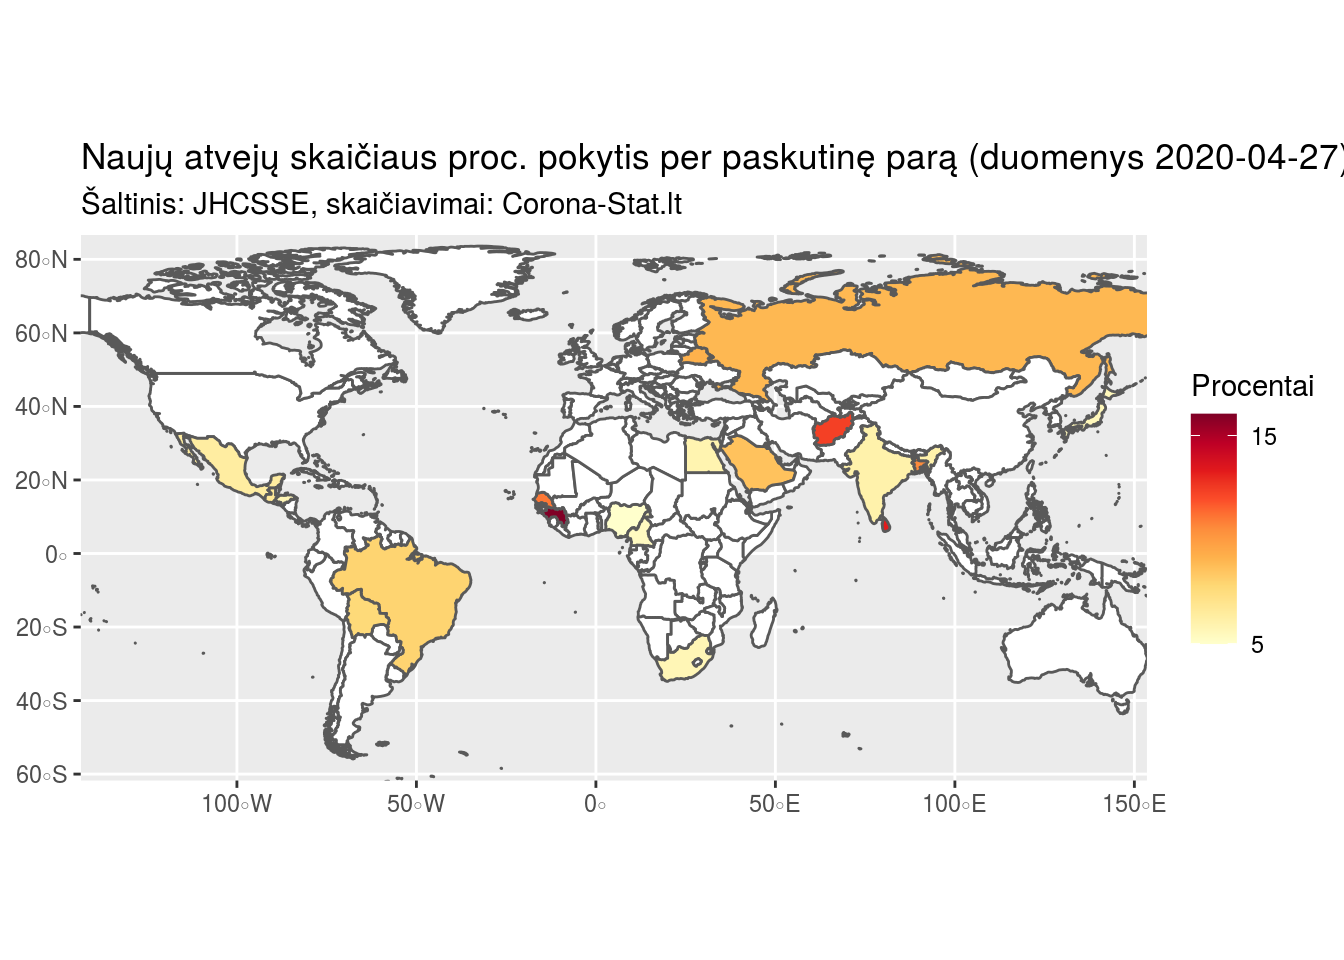 Naujų atvejų skaičiaus proc. pokytis per paskutinę parą (duomenys 2020-04-27)
Šaltinis: JHCSSE, skaičiavimai: Corona-Stat.lt
80°N
60°N
40°N
20°N
0°
20°S
40°S
60°S
100°W
50°W
0°
50°E
100°E
150°E
Procentai
15
5